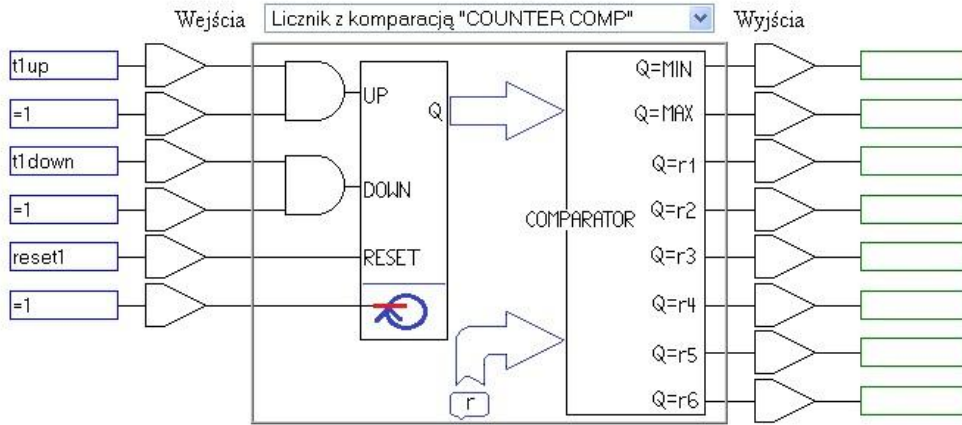 Wejścia
Licznik z komparacją "COUNTER COMP"
Wyjścia
t1up
=1
t1down
=1
reset1
=1
UP
Q
DOWN
RESET
r
COMPARATOR
Q=MIN
Q=MAX
Q=r1
Q=r2
Q=r3
Q=r4
Q=r5
Q=r6